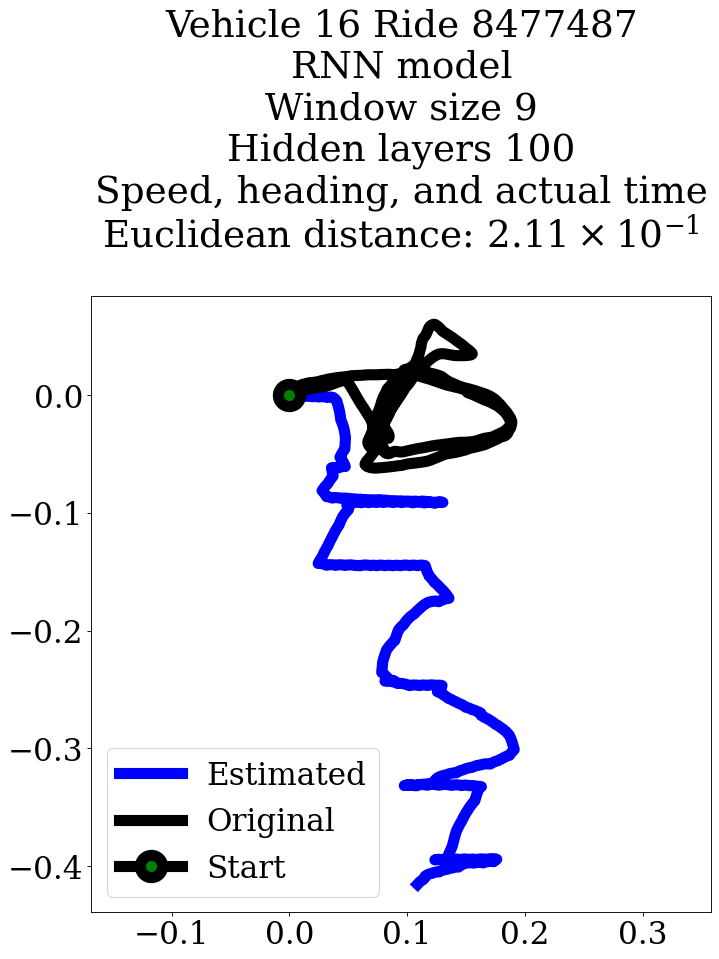 Vehicle 16 Ride 8477487
RNN model
Window size 9
Hidden layers 100
Speed, heading, and actual time
Euclidean distance: 2.11 × 10⁻¹
0.0
−0.1
−0.2
−0.3
−0.4
Estimated
Original
Start
−0.1 0.0 0.1 0.2 0.3